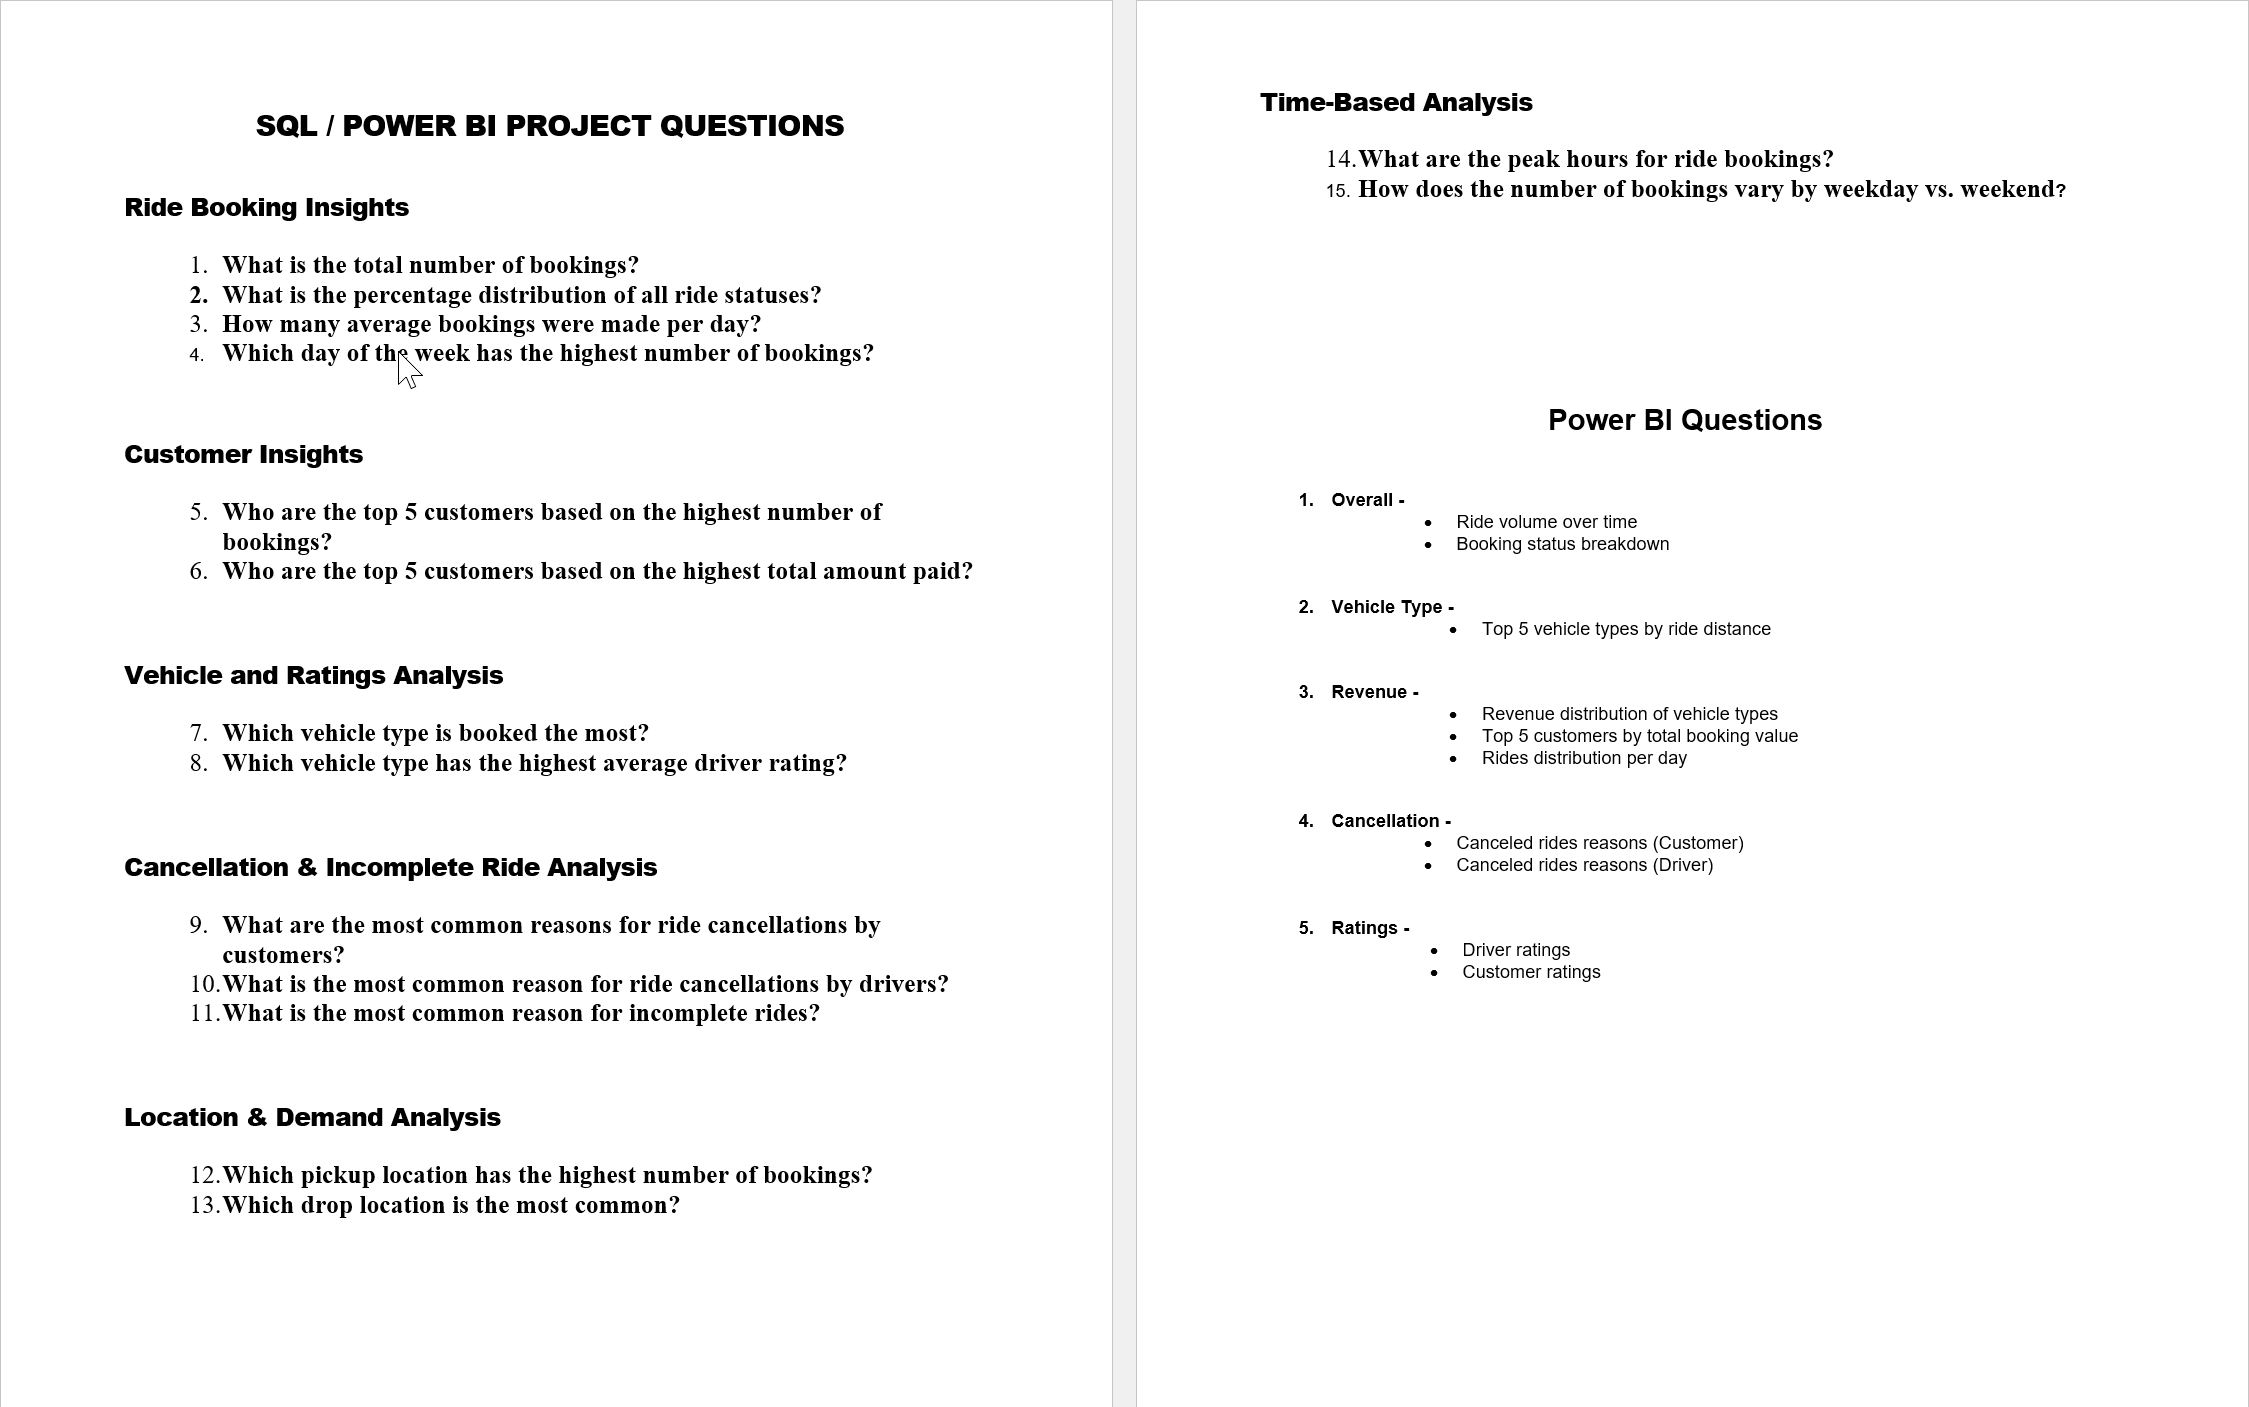 SQL / POWER BI PROJECT QUESTIONS
Ride Booking Insights
1. What is the total number of bookings?
2. What is the percentage distribution of all ride statuses?
3. How many average bookings were made per day?
4. Which day of the week has the highest number of bookings?
Customer Insights
5. Who are the top 5 customers based on the highest number of
bookings?
6. Who are the top 5 customers based on the highest total amount paid?
Vehicle and Ratings Analysis
7. Which vehicle type is booked the most?
8. Which vehicle type has the highest average driver rating?
Cancellation & Incomplete Ride Analysis
9. What are the most common reasons for ride cancellations by
customers?
10.What is the most common reason for ride cancellations by drivers?
11.What is the most common reason for incomplete rides?
Location & Demand Analysis
12.Which pickup location has the highest number of bookings?
13.Which drop location is the most common?
Time-Based Analysis
14.What are the peak hours for ride bookings?
15. How does the number of bookings vary by weekday vs. weekend?
Power BI Questions
1. Overall -
• Ride volume over time
• Booking status breakdown
2. Vehicle Type -
• Top 5 vehicle types by ride distance
3. Revenue -
• Revenue distribution of vehicle types
• Top 5 customers by total booking value
• Rides distribution per day
4. Cancellation -
• Canceled rides reasons (Customer)
• Canceled rides reasons (Driver)
5. Ratings -
• Driver ratings
• Customer ratings